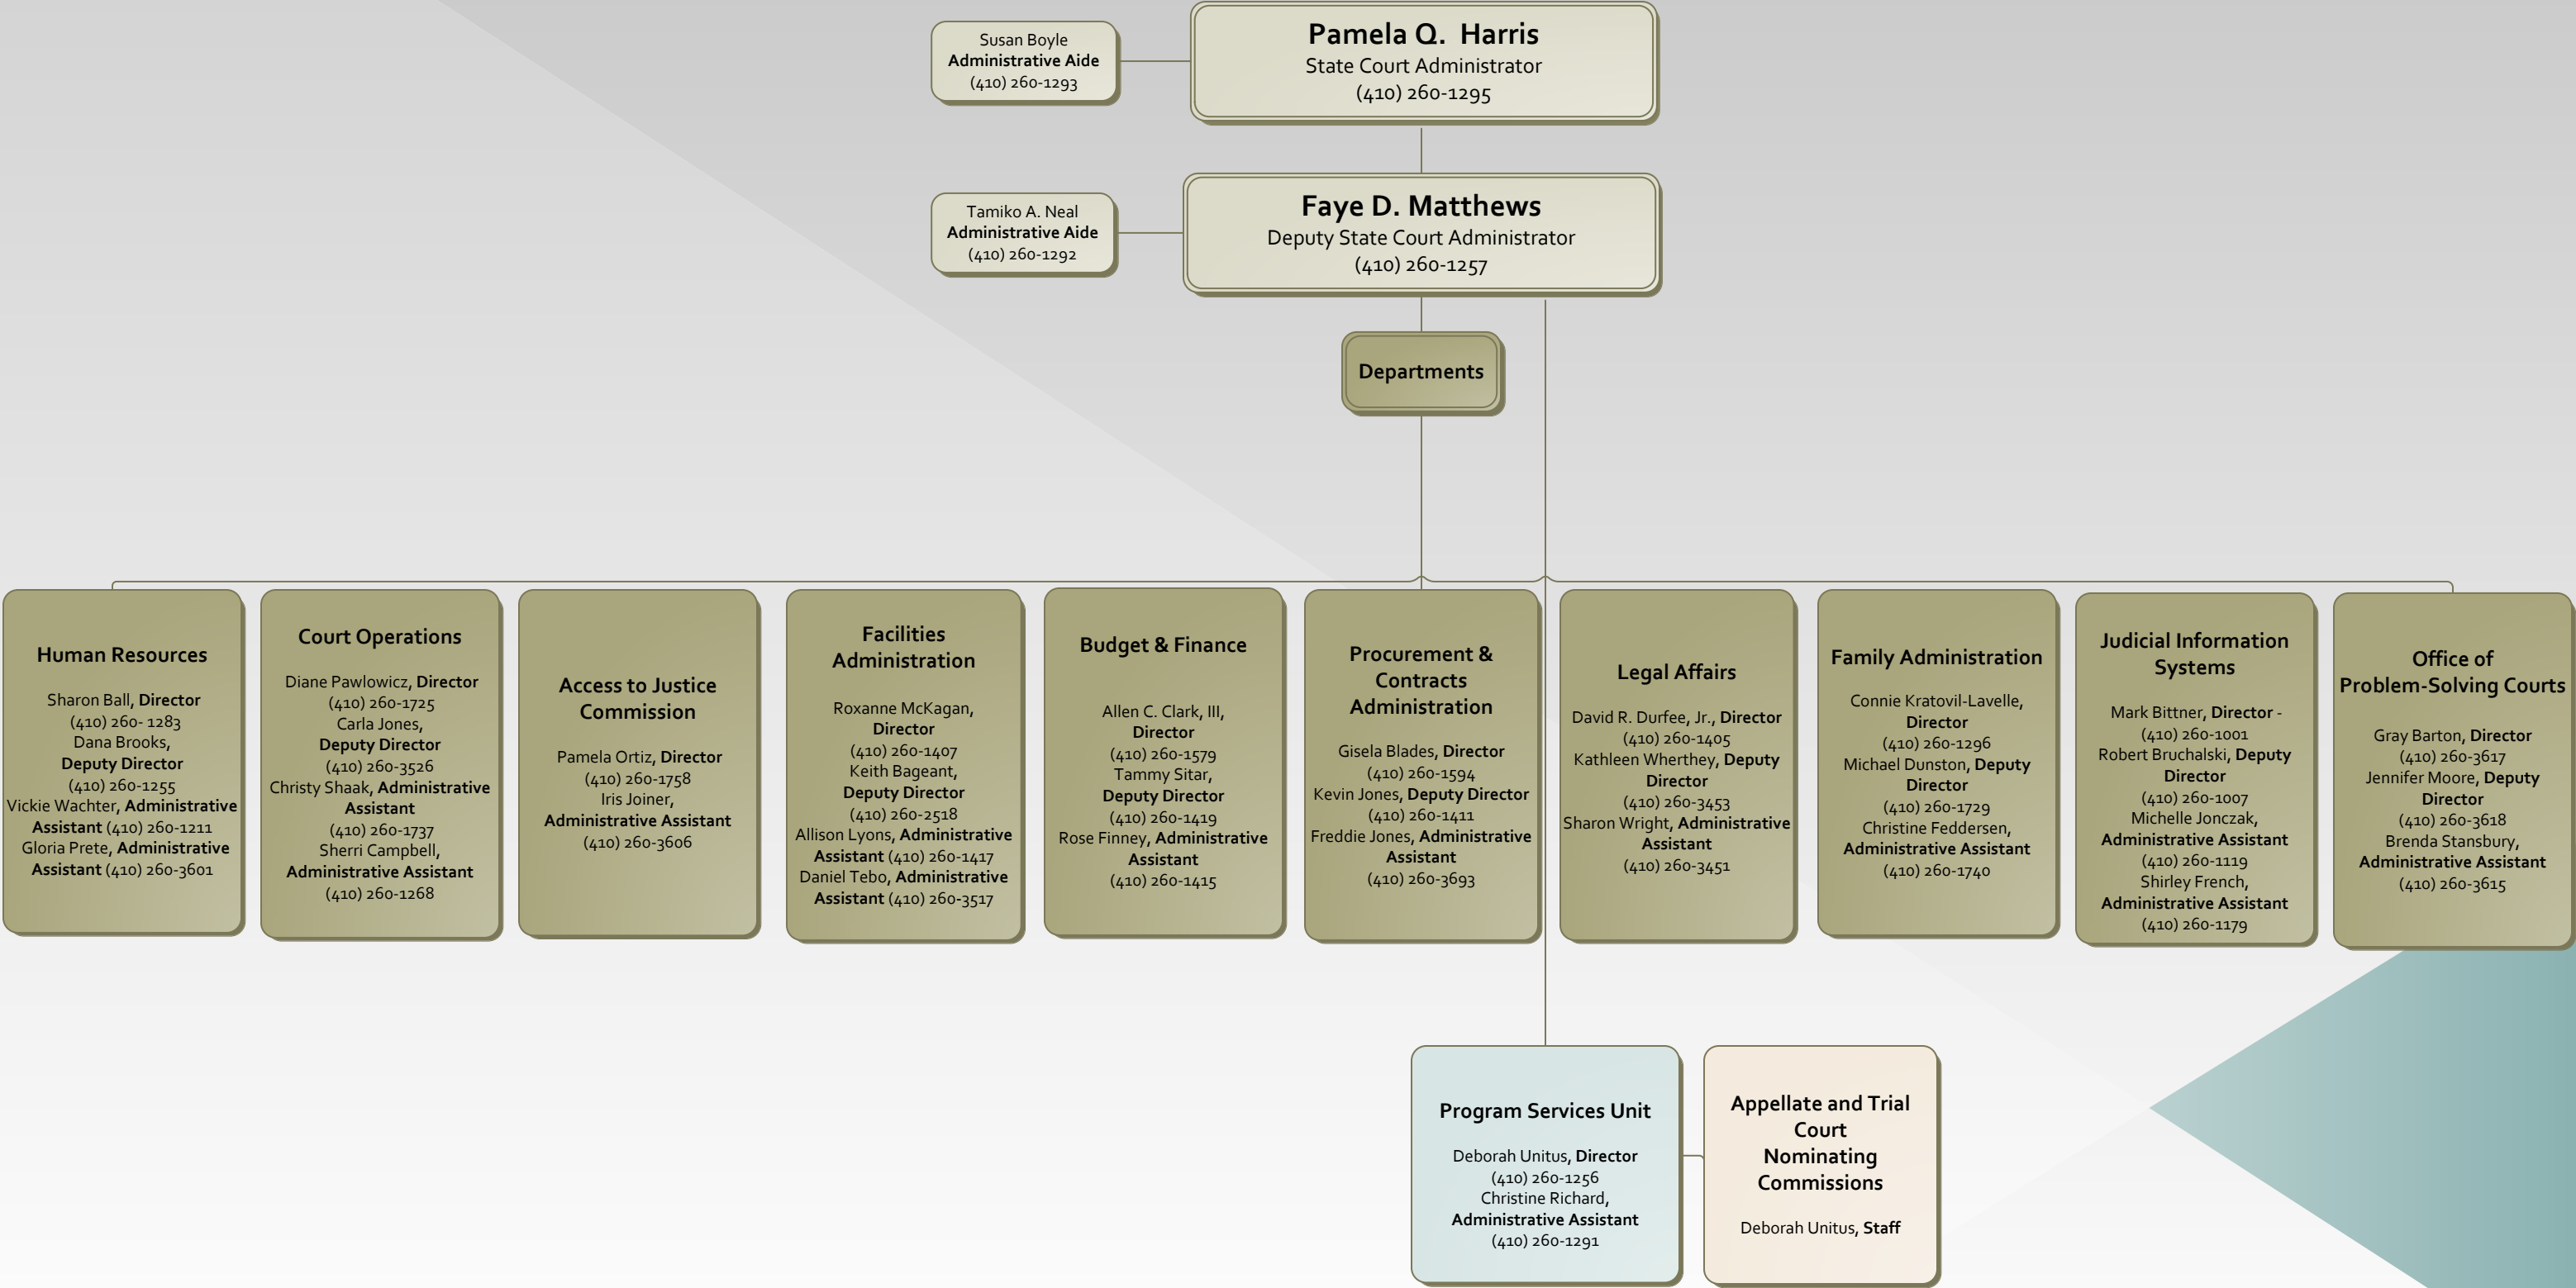 Susan Boyle
Administrative Aide
(410) 260-1293
Pamela Q.  Harris
State Court Administrator
(410) 260-1295
Tamiko A. Neal
Administrative Aide
(410) 260-1292
Faye D. Matthews
Deputy State Court Administrator
(410) 260-1257
Departments
Human Resources
Sharon Ball, Director
(410) 260- 1283
Dana Brooks,
Deputy Director
(410) 260-1255
Vickie Wachter, Administrative
Assistant (410) 260-1211
Gloria Prete, Administrative
Assistant (410) 260-3601
Court Operations
Diane Pawlowicz, Director
(410) 260-1725
Carla Jones,
Deputy Director
(410) 260-3526
Christy Shaak, Administrative
Assistant
(410) 260-1737
Sherri Campbell,
Administrative Assistant
(410) 260-1268
Access to Justice
Commission
Pamela Ortiz, Director
(410) 260-1758
Iris Joiner,
Administrative Assistant
(410) 260-3606
Facilities
Administration
Roxanne McKagan,
Director
(410) 260-1407
Keith Bageant,
Deputy Director
(410) 260-2518
Allison Lyons, Administrative
Assistant (410) 260-1417
Daniel Tebo, Administrative
Assistant (410) 260-3517
Budget & Finance
Allen C. Clark, III,
Director
(410) 260-1579
Tammy Sitar,
Deputy Director
(410) 260-1419
Rose Finney, Administrative
Assistant
(410) 260-1415
Procurement &
Contracts
Administration
Gisela Blades, Director
(410) 260-1594
Kevin Jones, Deputy Director
(410) 260-1411
Freddie Jones, Administrative
Assistant
(410) 260-3693
Legal Affairs
David R. Durfee, Jr., Director
(410) 260-1405
Kathleen Wherthey, Deputy
Director
(410) 260-3453
Sharon Wright, Administrative
Assistant
(410) 260-3451
Family Administration
Connie Kratovil-Lavelle,
Director
(410) 260-1296
Michael Dunston, Deputy
Director
(410) 260-1729
Christine Feddersen,
Administrative Assistant
(410) 260-1740
Judicial Information
Systems
Mark Bittner, Director -
(410) 260-1001
Robert Bruchalski, Deputy
Director
(410) 260-1007
Michelle Jonczak,
Administrative Assistant
(410) 260-1119
Shirley French,
Administrative Assistant
(410) 260-1179
Office of
Problem-Solving Courts
Gray Barton, Director
(410) 260-3617
Jennifer Moore, Deputy
Director
(410) 260-3618
Brenda Stansbury,
Administrative Assistant
(410) 260-3615
Program Services Unit
Deborah Unitus, Director
(410) 260-1256
Christine Richard,
Administrative Assistant
(410) 260-1291
Appellate and Trial
Court
Nominating
Commissions
Deborah Unitus, Staff